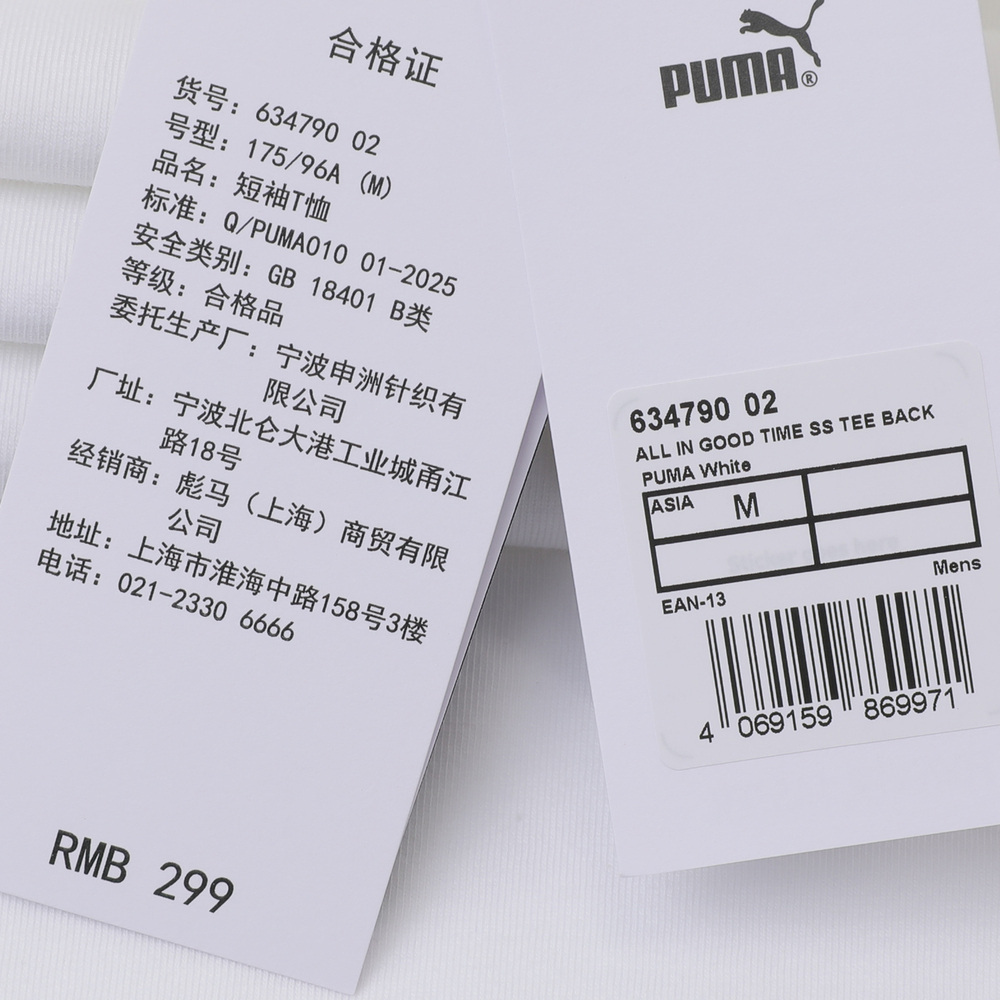 合格证
货号：634790 02
号型：175/96A (M)
品名：短袖T恤
标准：Q/PUMA010 01-2025
安全类别：GB 18401 B类
等级：合格品
委托生产厂：宁波申洲针织有
限公司
厂址：宁波北仑大港工业城甬江
路18号
经销商：彪马（上海）商贸有限
公司
地址：上海市淮海中路158号3楼
电话：021-2330 6666
RMB 299
PUMA®
634790 02
ALL IN GOOD TIME SS TEE BACK
PUMA White
ASIA M
Sticker goes here
Mens
EAN-13
4 069159 869971